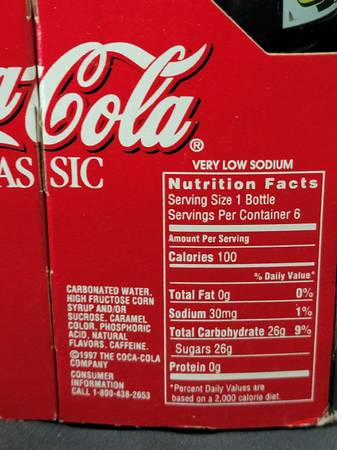 a-Cola®
ASSIC
VERY LOW SODIUM
Nutrition Facts
Serving Size 1 Bottle
Servings Per Container 6
Amount Per Serving
Calories 100
% Daily Value*
Total Fat 0g 0%
Sodium 30mg 1%
Total Carbohydrate 26g 9%
Sugars 26g
Protein 0g
*Percent Daily Values are
based on a 2,000 calorie diet.
CARBONATED WATER,
HIGH FRUCTOSE CORN
SYRUP AND/OR
SUCROSE, CARAMEL
COLOR, PHOSPHORIC
ACID, NATURAL
FLAVORS, CAFFEINE.
©1997 THE COCA-COLA
COMPANY
CONSUMER
INFORMATION
CALL 1-800-438-2653